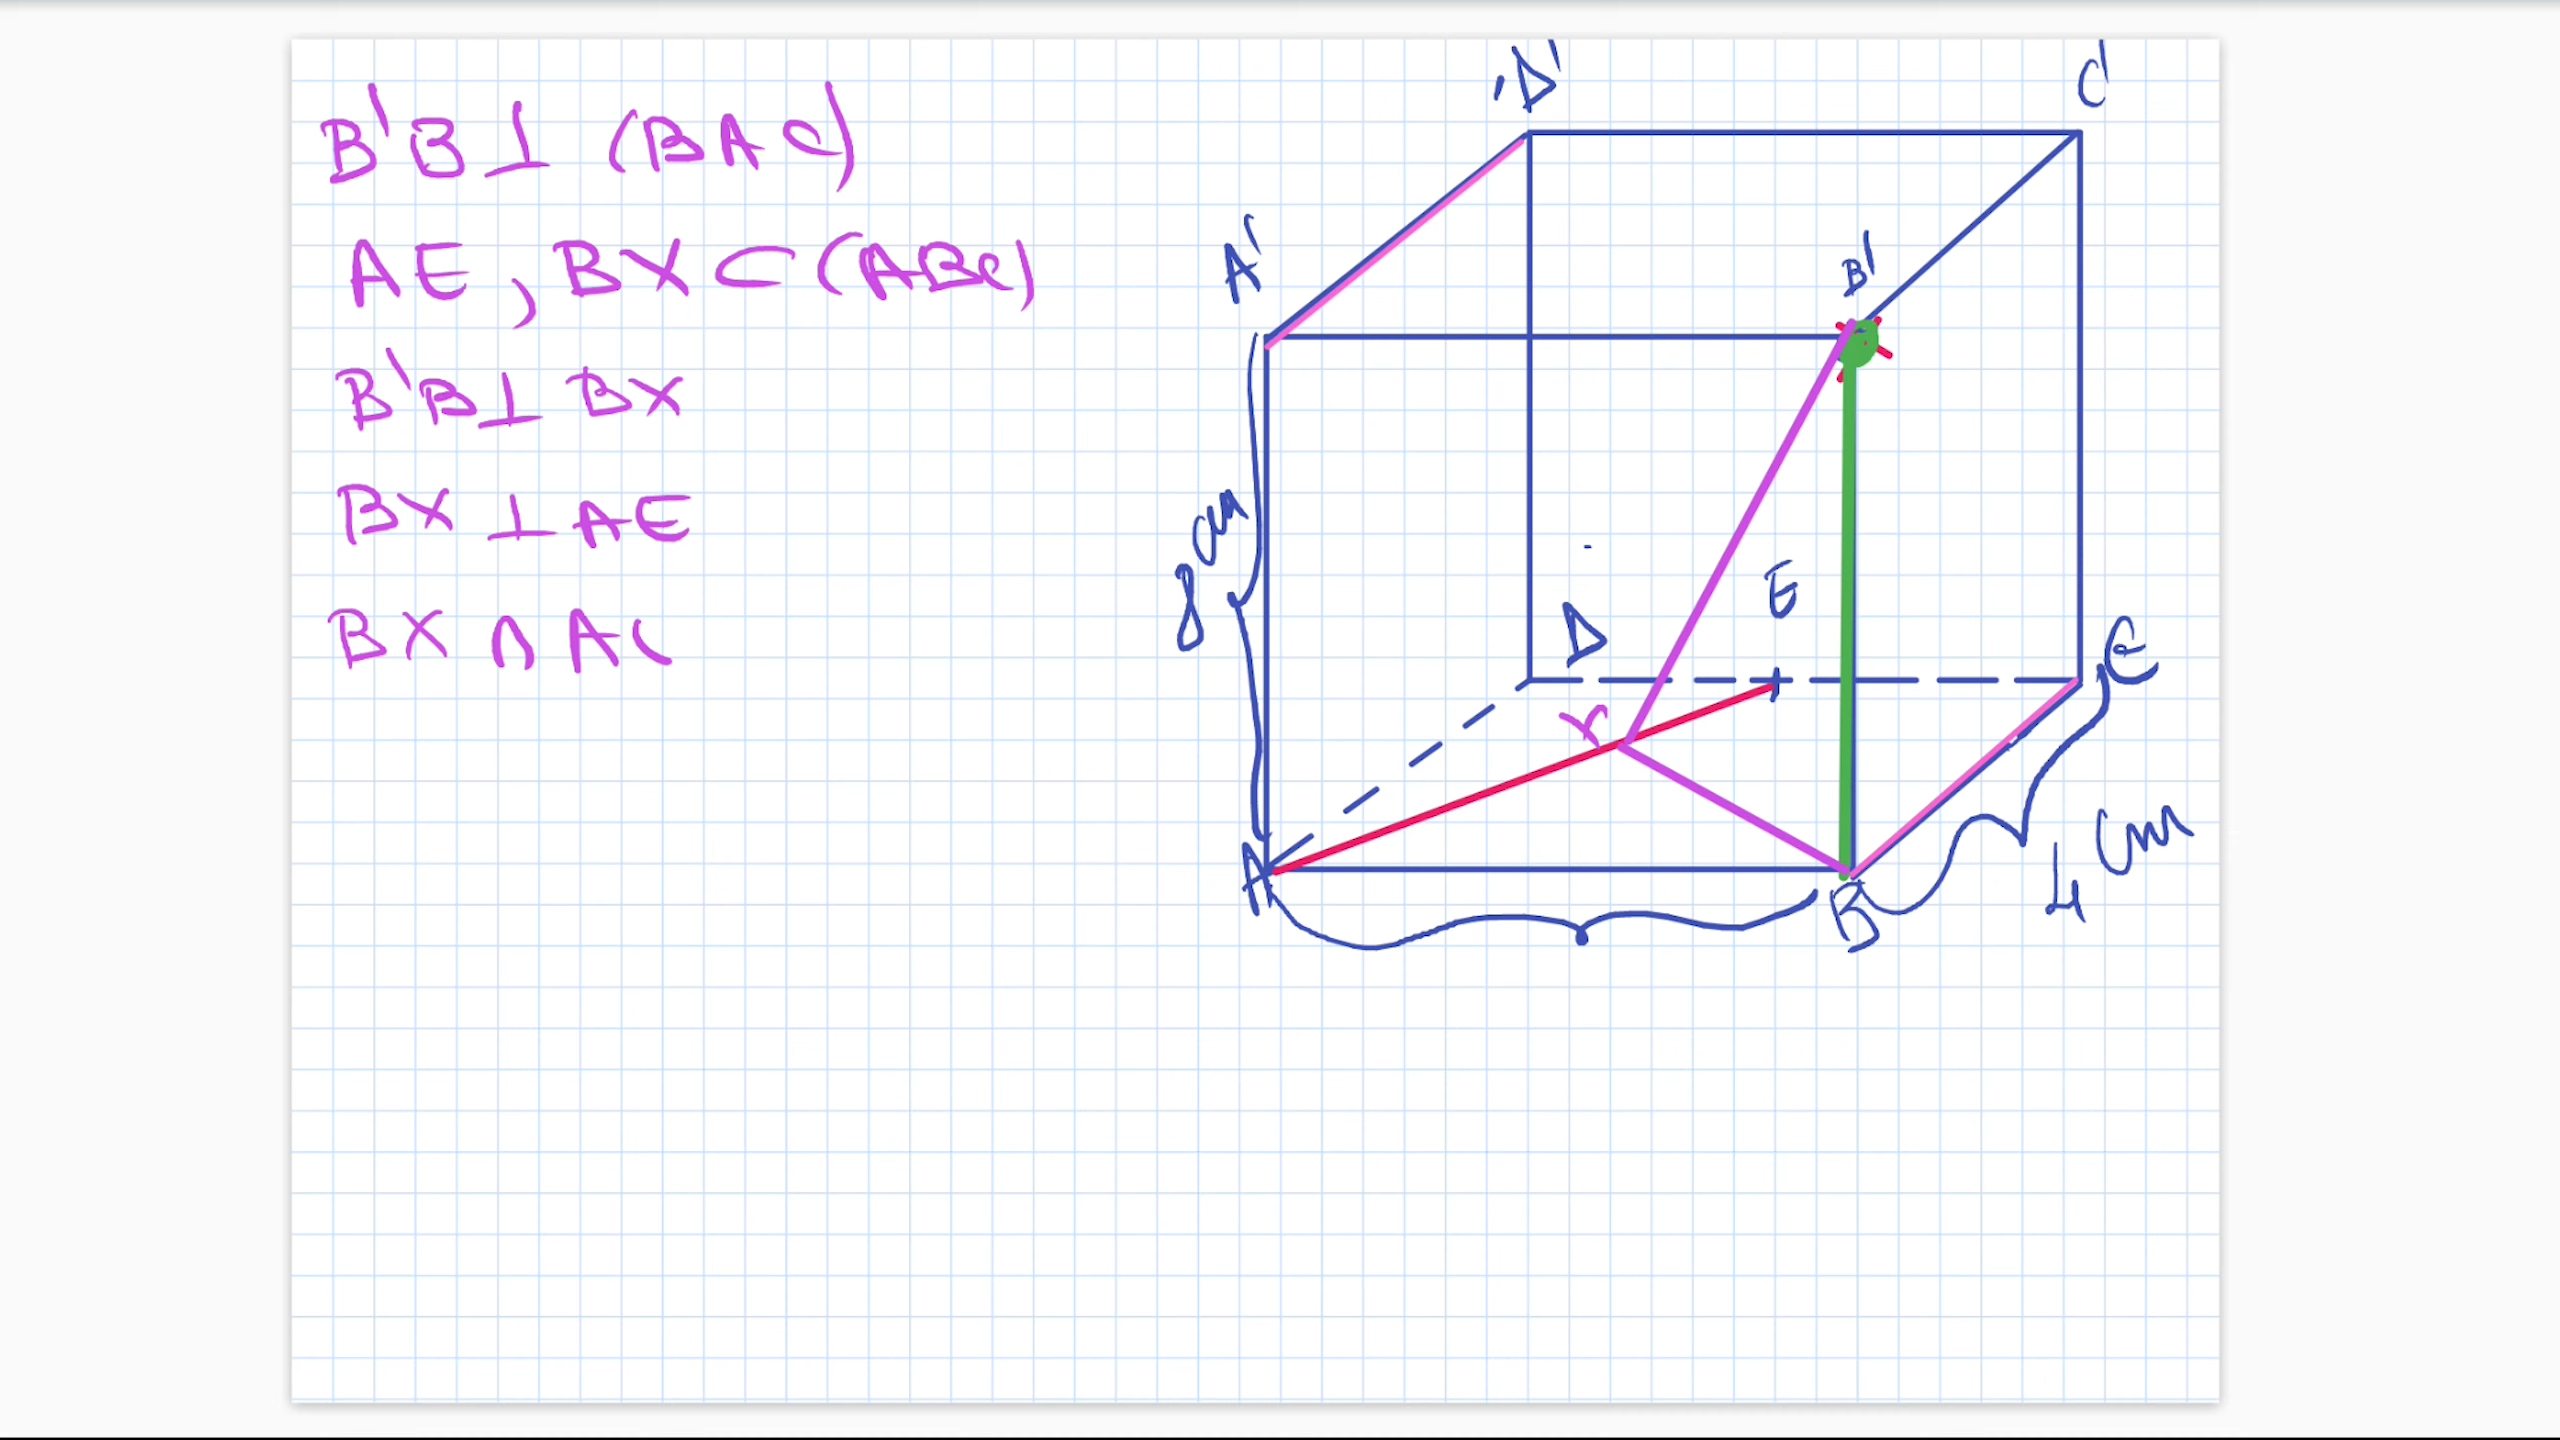 B'B ⊥ (BAC)
AE, BX ⊂ (ABC)
B'B ⊥ BX
BX ⊥ AE
BX ∩ AC
D'
C'
A'
B'
8 cm
E
D
C
X
A
B
4 cm